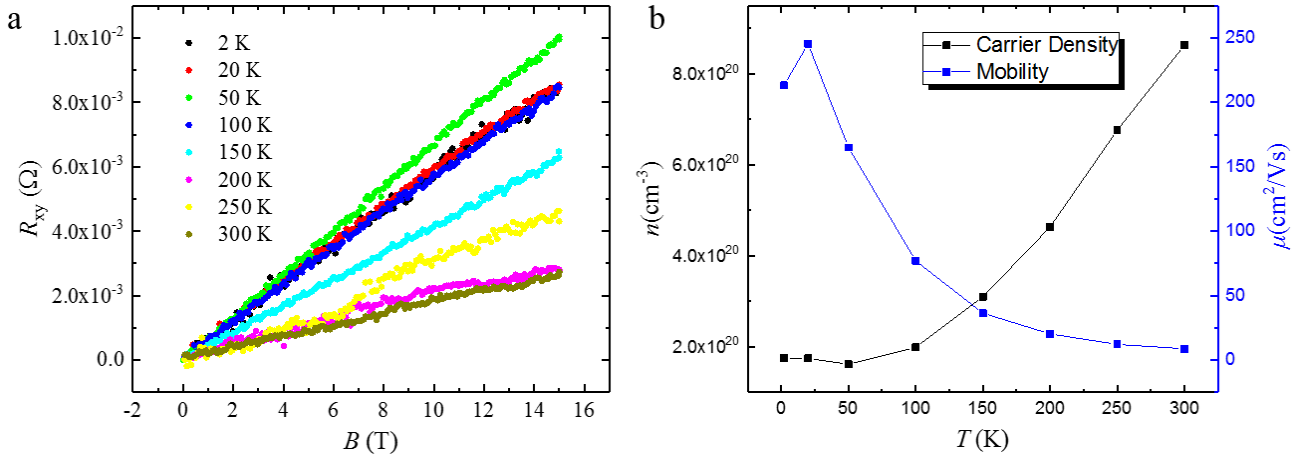 a
R_xy (Ω)
1.0x10⁻²
8.0x10⁻³
6.0x10⁻³
4.0x10⁻³
2.0x10⁻³
0.0
2 K
20 K
50 K
100 K
150 K
200 K
250 K
300 K
-2 0 2 4 6 8 10 12 14 16
B (T)
b
n(cm⁻³)
8.0x10²⁰
6.0x10²⁰
4.0x10²⁰
2.0x10²⁰
Carrier Density
Mobility
250
200
150
100
50
0
μ(cm²/Vs)
0 50 100 150 200 250 300
T (K)